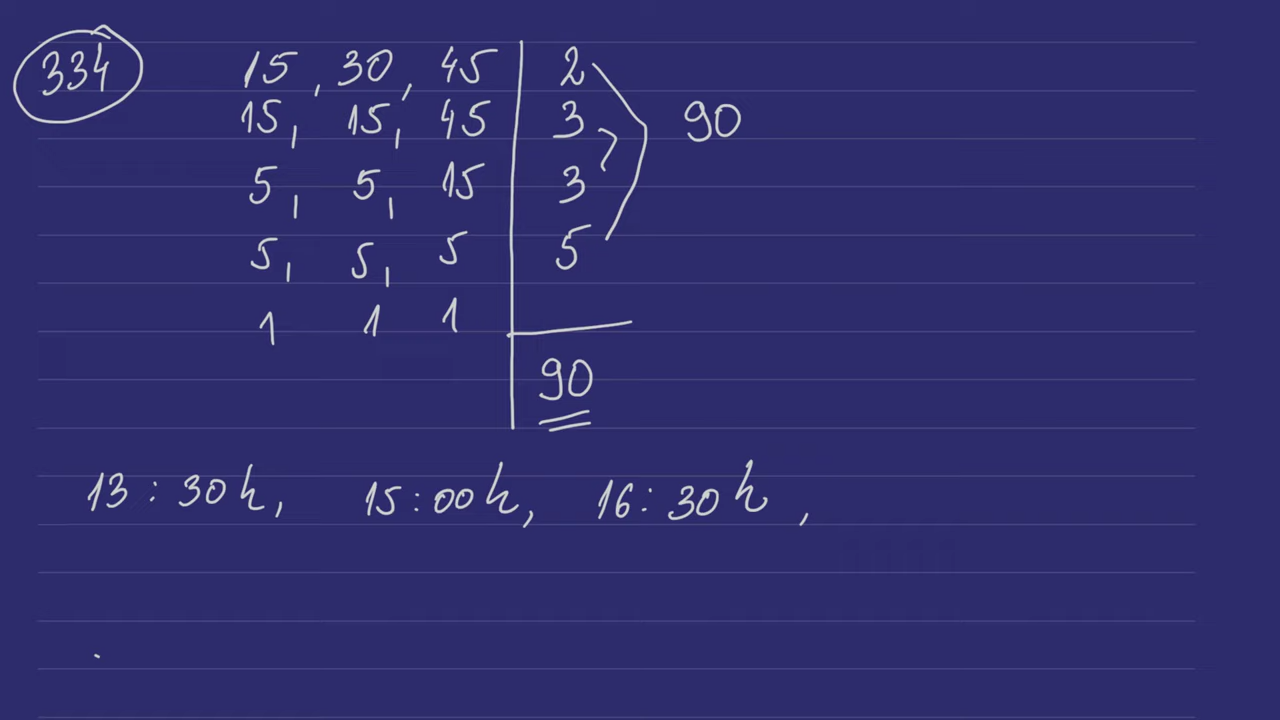 334
15, 30, 45 | 2
15, 15, 45 | 3 90
5, 5, 15 | 3
5, 5, 5 | 5
1 1 1 |
90
13:30h, 15:00h, 16:30h,